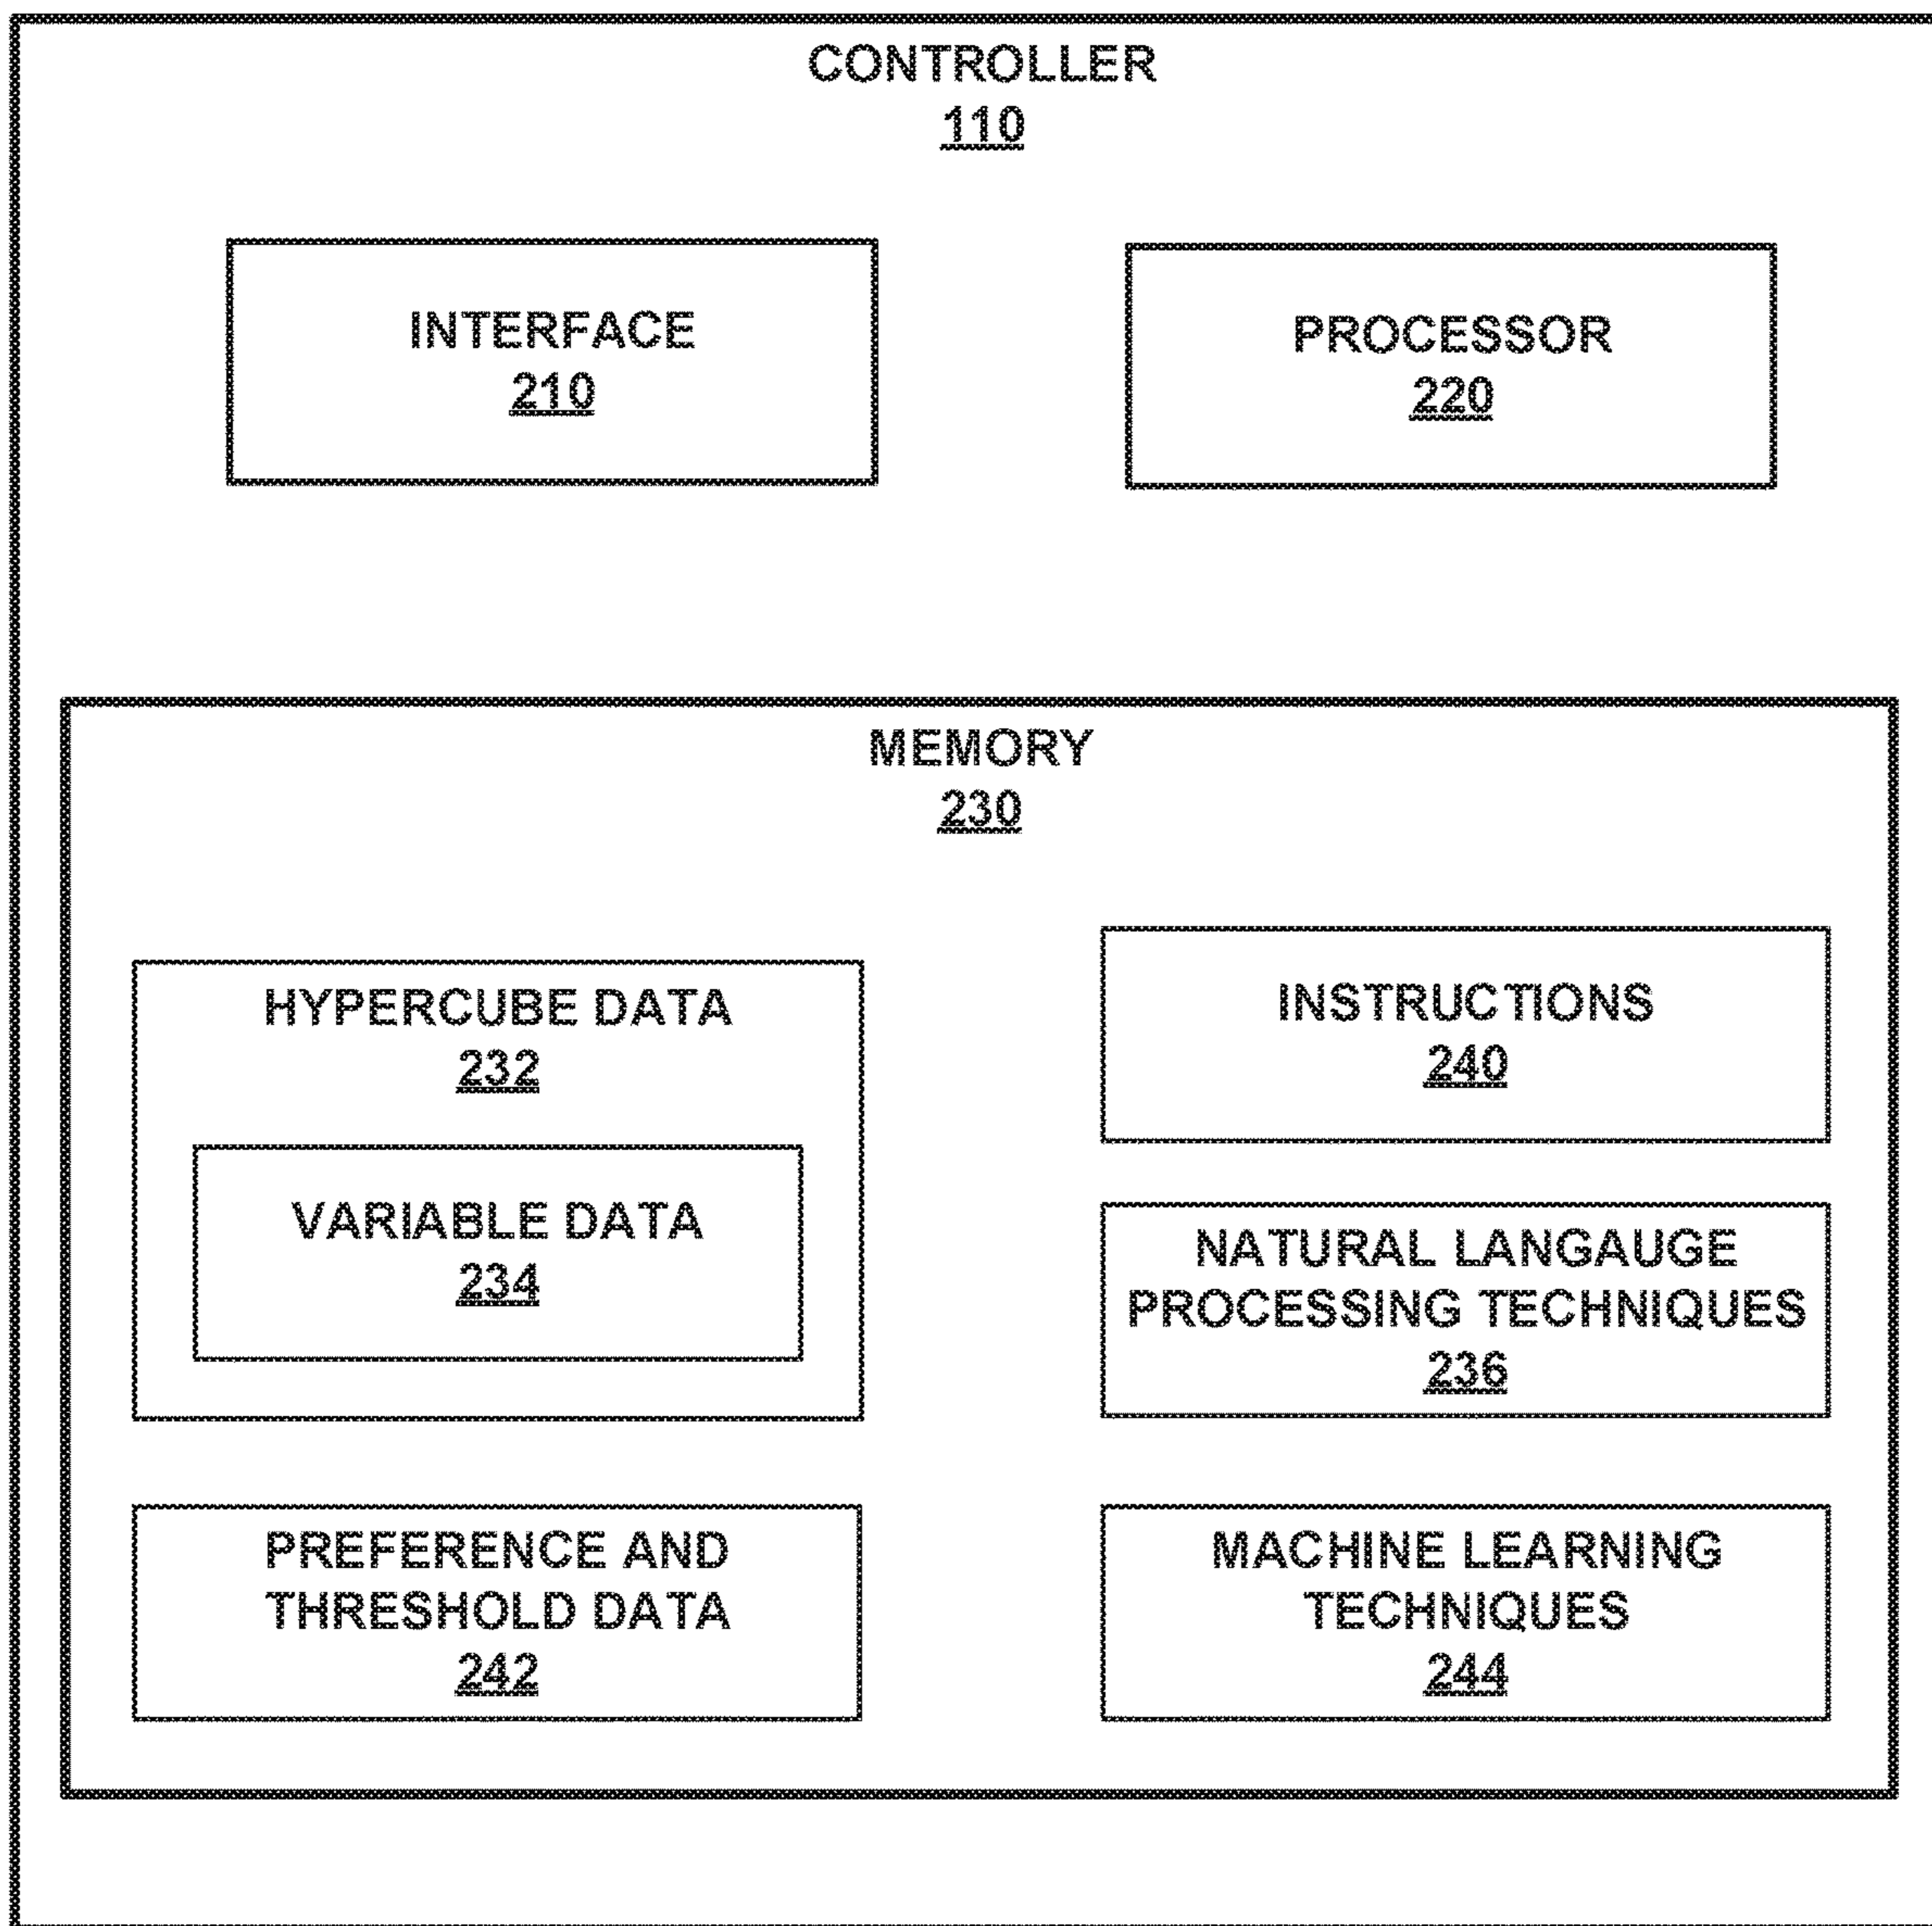 CONTROLLER
110
INTERFACE
210
PROCESSOR
220
MEMORY
230
HYPERCUBE DATA
232
VARIABLE DATA
234
PREFERENCE AND
THRESHOLD DATA
242
INSTRUCTIONS
240
NATURAL LANGAUGE
PROCESSING TECHNIQUES
236
MACHINE LEARNING
TECHNIQUES
244